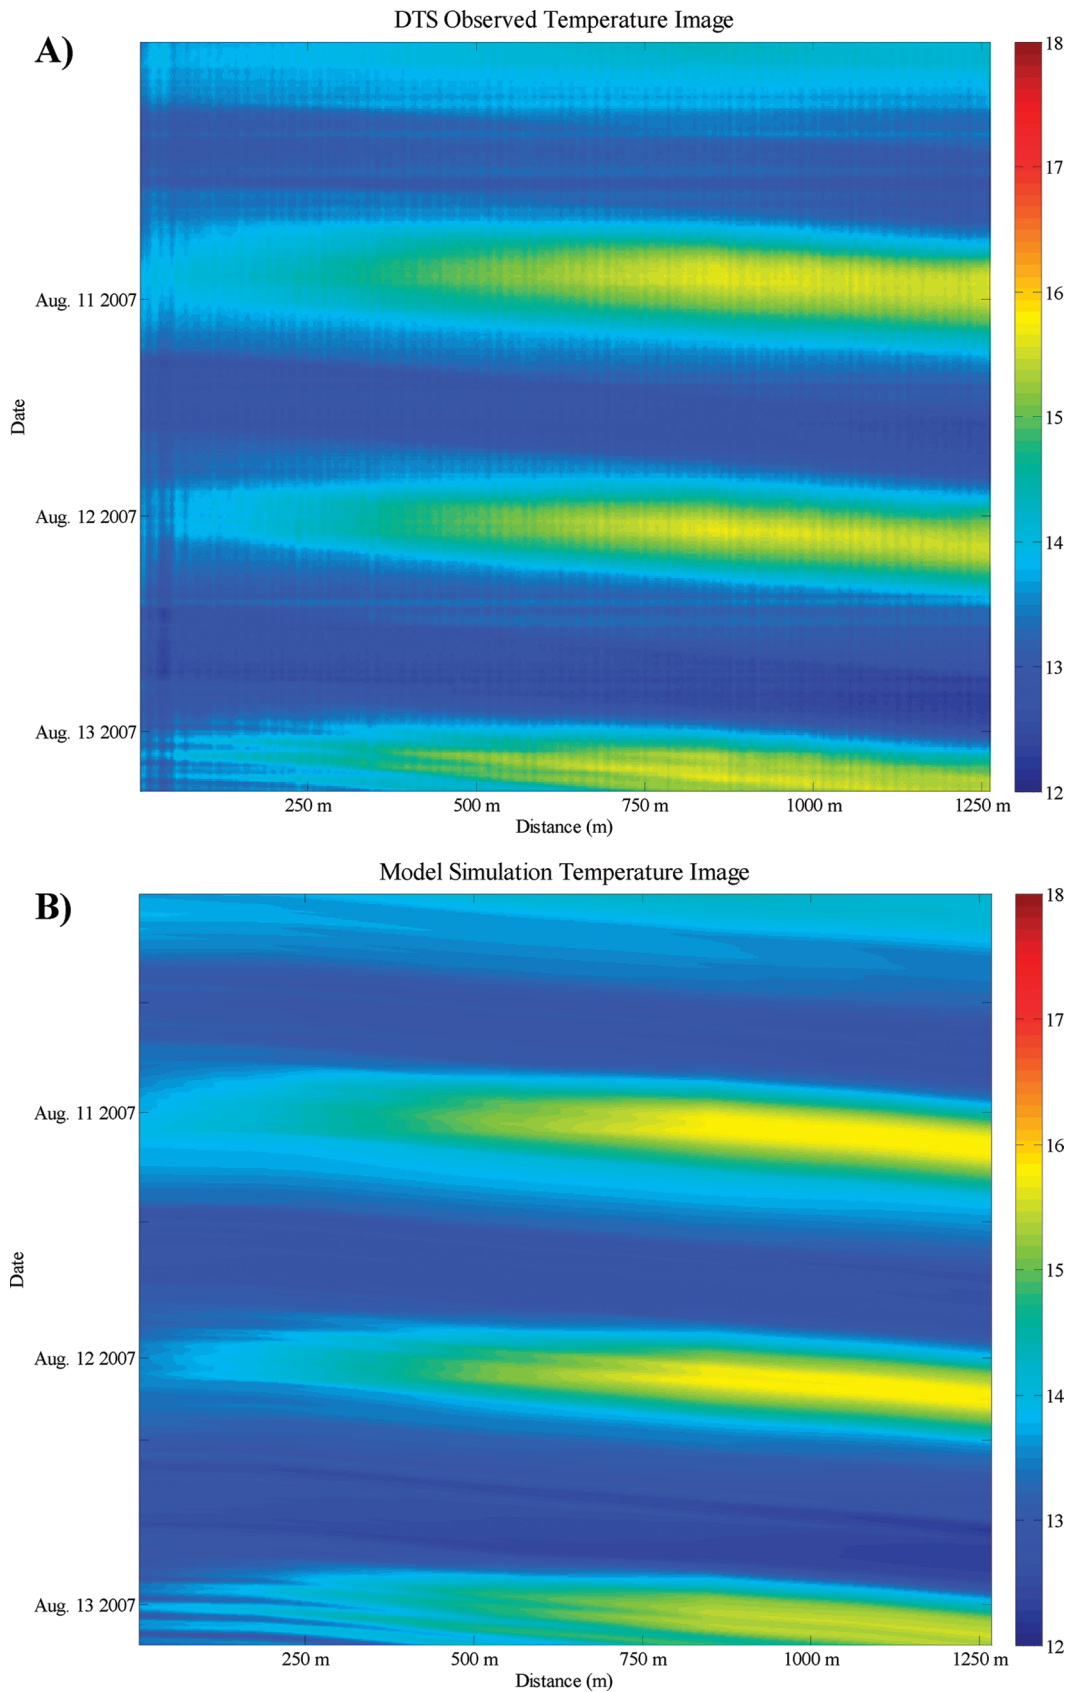 DTS Observed Temperature Image
A)
18
17
16
15
14
13
12
Aug. 11 2007
Aug. 12 2007
Aug. 13 2007
Date
250 m
500 m
750 m
1000 m
1250 m
Distance (m)
Model Simulation Temperature Image
B)
18
17
16
15
14
13
12
Aug. 11 2007
Aug. 12 2007
Aug. 13 2007
Date
250 m
500 m
750 m
1000 m
1250 m
Distance (m)